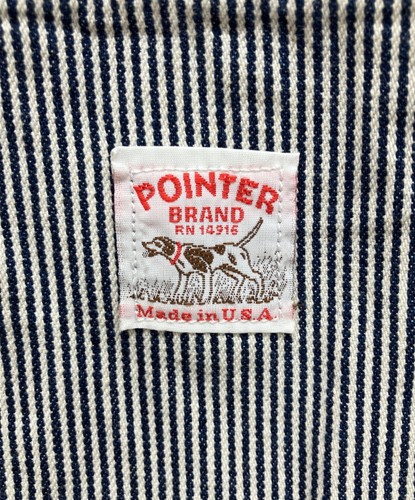 POINTER
BRAND
RN 14916
Made in U.S.A.